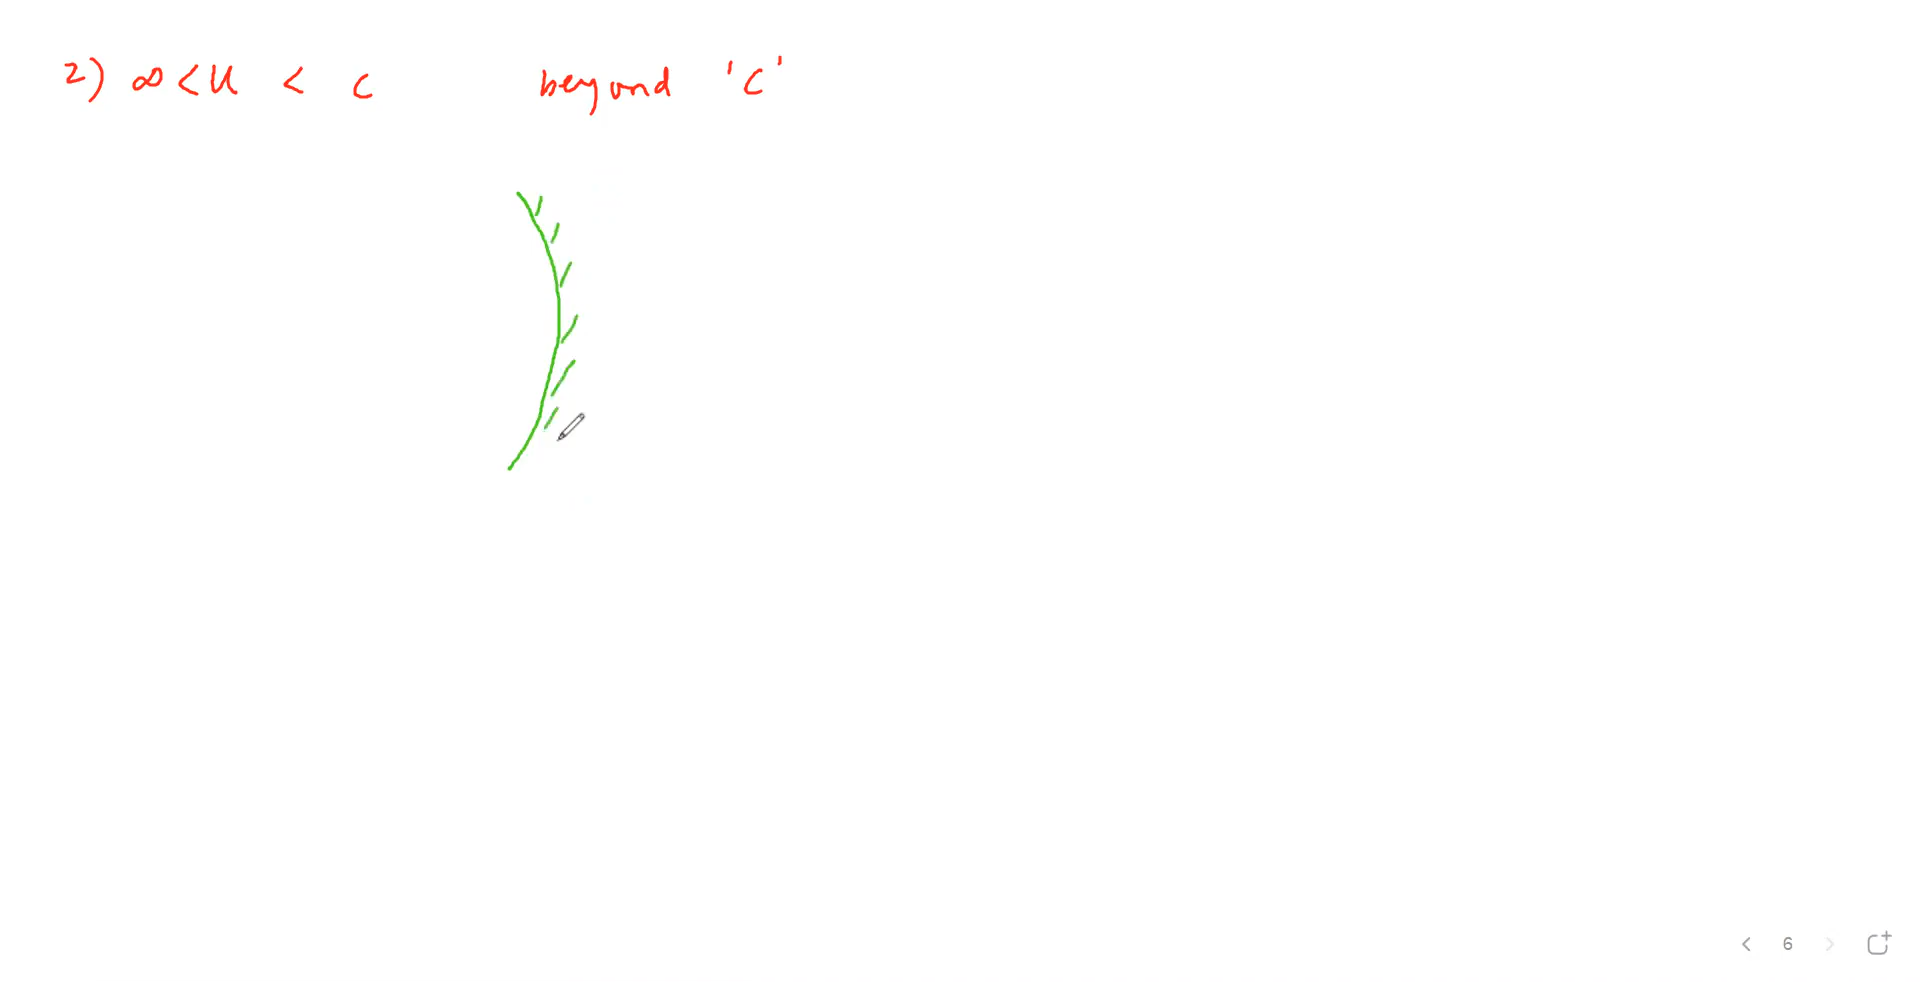 2) ∞ < u < c beyond 'c'
6